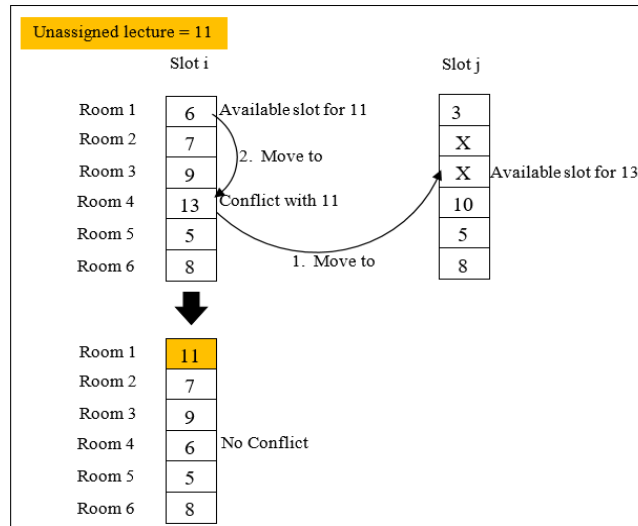 Unassigned lecture = 11
Slot i
Slot j
Room 1 6 Available slot for 11 3
Room 2 7 X
2. Move to
Room 3 9 X Available slot for 13
Room 4 13 Conflict with 11 10
Room 5 5 5
1. Move to
Room 6 8 8
Room 1 11
Room 2 7
Room 3 9
Room 4 6 No Conflict
Room 5 5
Room 6 8